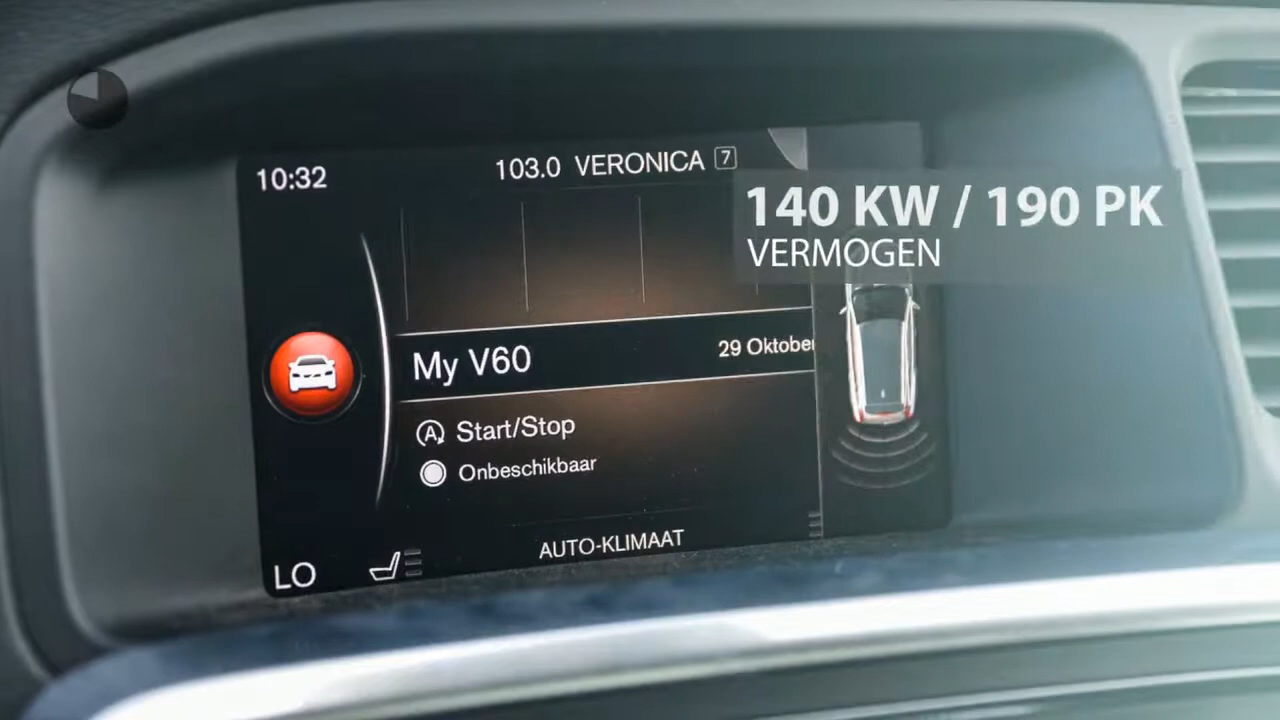 10:32
103.0 VERONICA 7
140 KW / 190 PK
VERMOGEN
My V60
29 Oktober
A Start/Stop
Onbeschikbaar
AUTO-KLIMAAT
LO